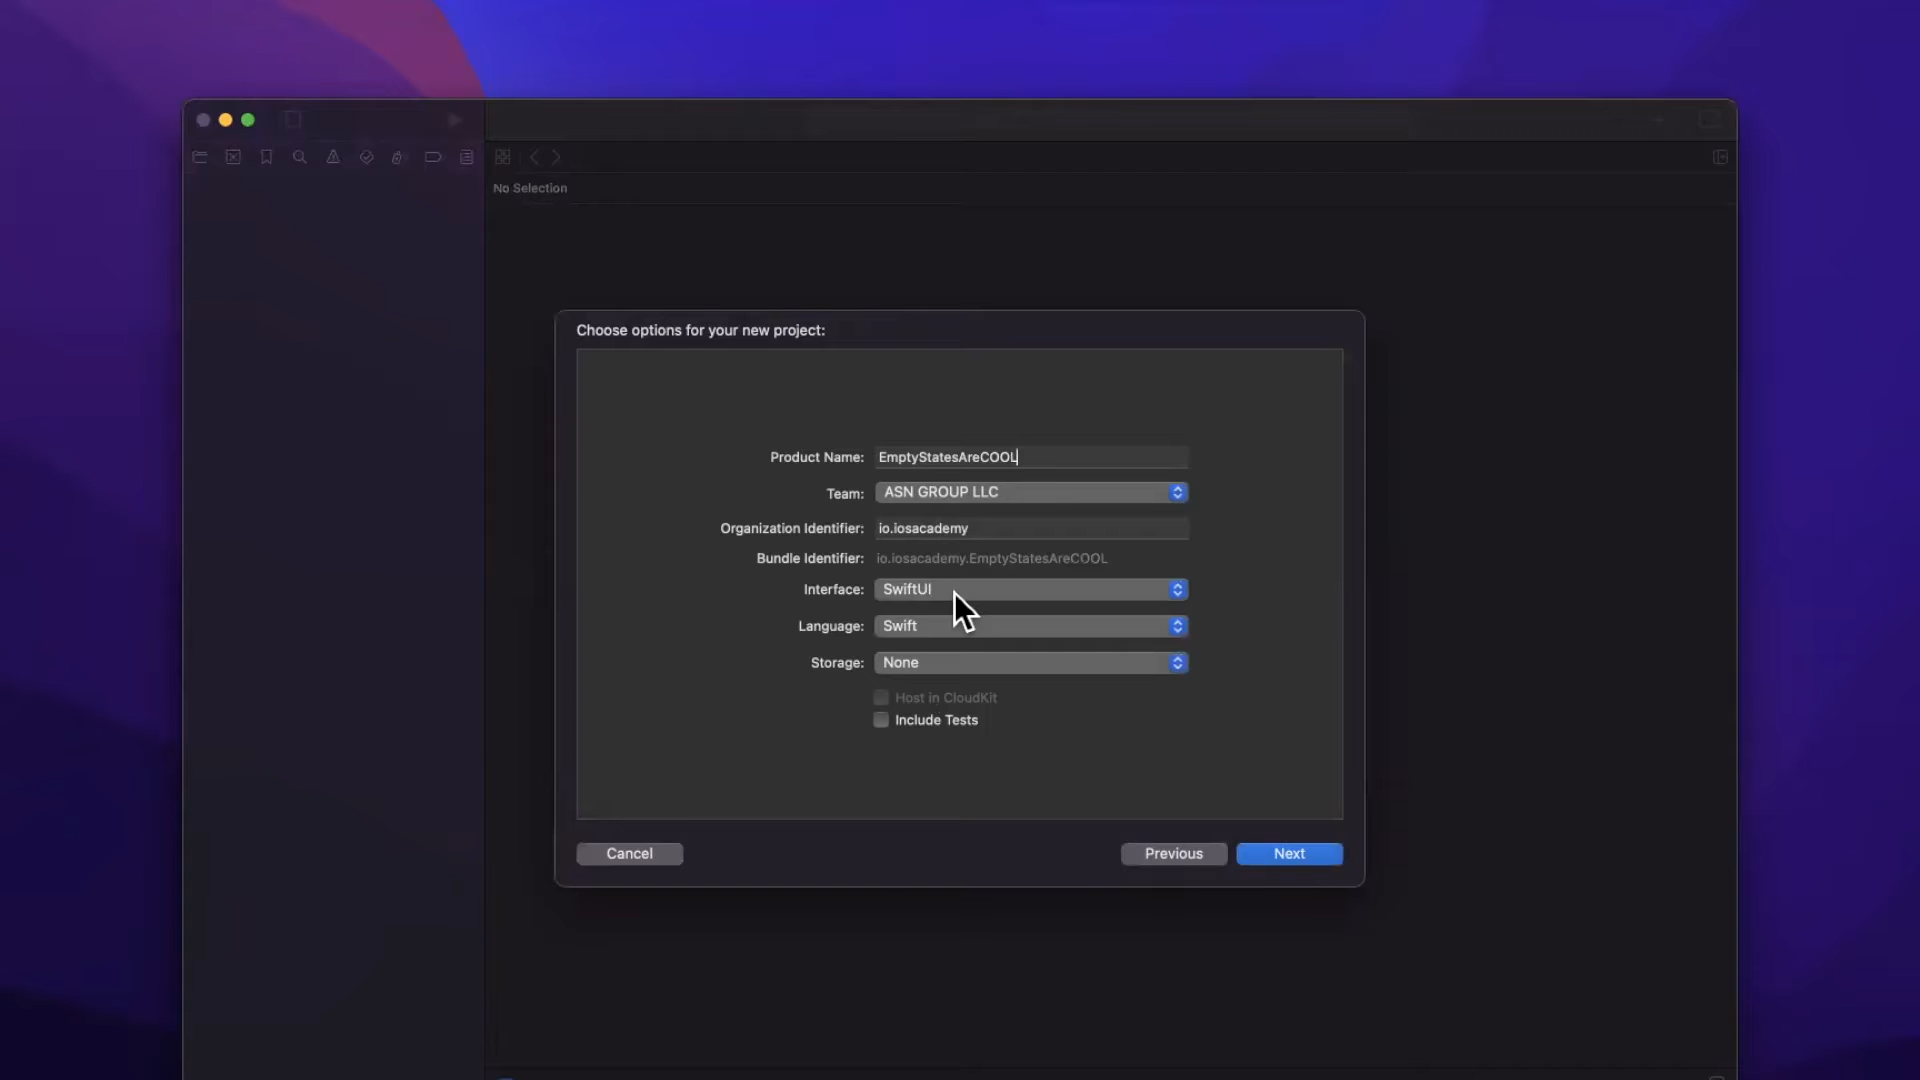 No Selection
Choose options for your new project:
Product Name: EmptyStatesAreCOOL
Team: ASN GROUP LLC
Organization Identifier: io.iosacademy
Bundle Identifier: io.iosacademy.EmptyStatesAreCOOL
Interface: SwiftUI
Language: Swift
Storage: None
Host in CloudKit
Include Tests
Cancel Previous Next